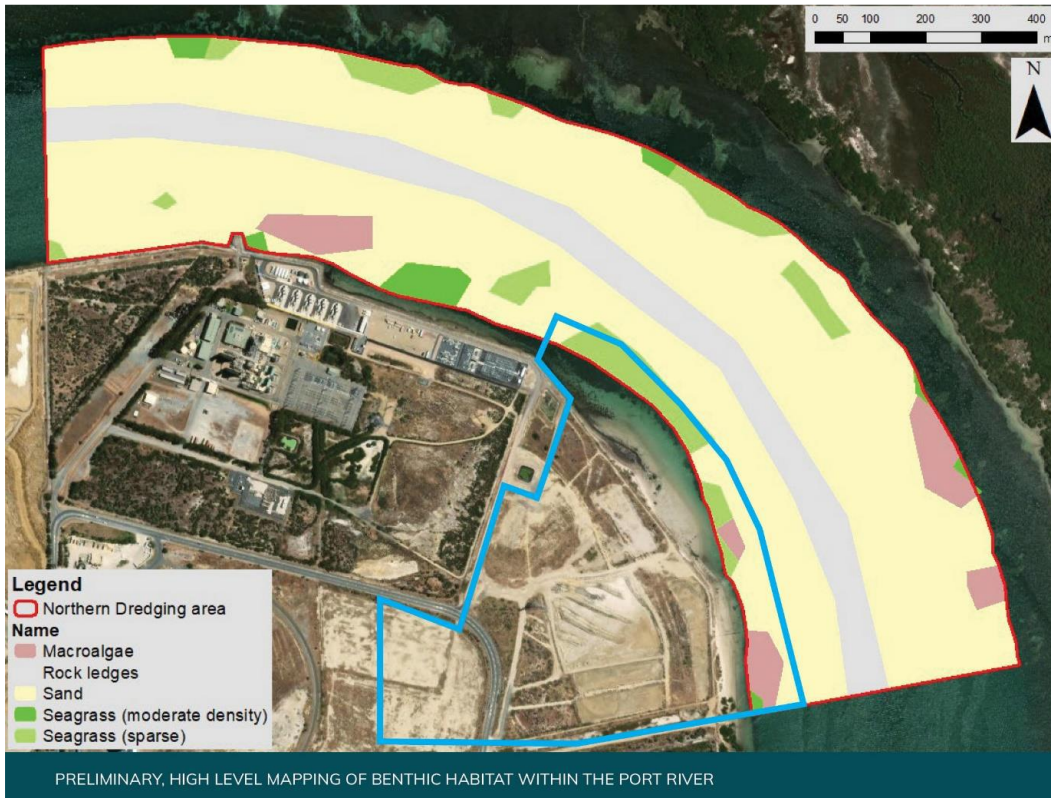 0 50 100 200 300 400
m
N
Legend
Northern Dredging area
Name
Macroalgae
Rock ledges
Sand
Seagrass (moderate density)
Seagrass (sparse)
PRELIMINARY, HIGH LEVEL MAPPING OF BENTHIC HABITAT WITHIN THE PORT RIVER